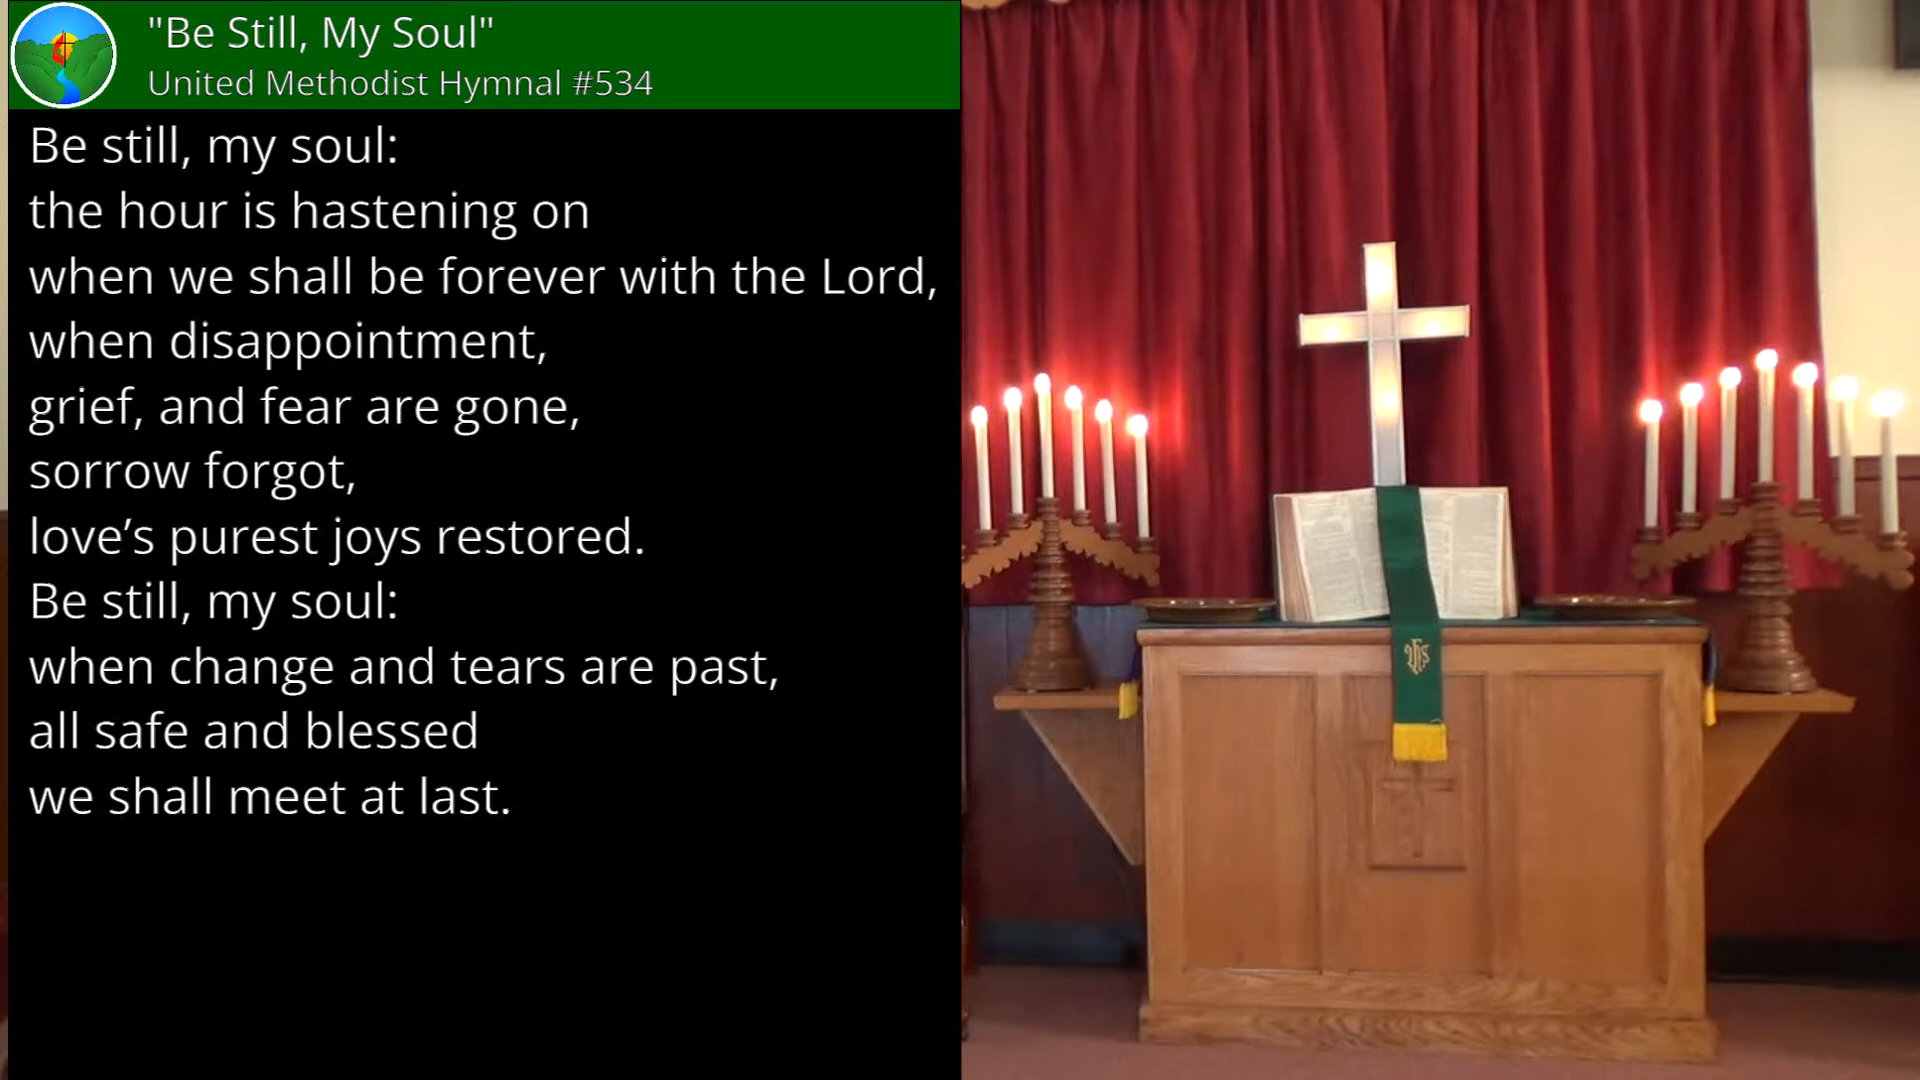 "Be Still, My Soul"
United Methodist Hymnal #534
Be still, my soul:
the hour is hastening on
when we shall be forever with the Lord,
when disappointment,
grief, and fear are gone,
sorrow forgot,
love’s purest joys restored.
Be still, my soul:
when change and tears are past,
all safe and blessed
we shall meet at last.